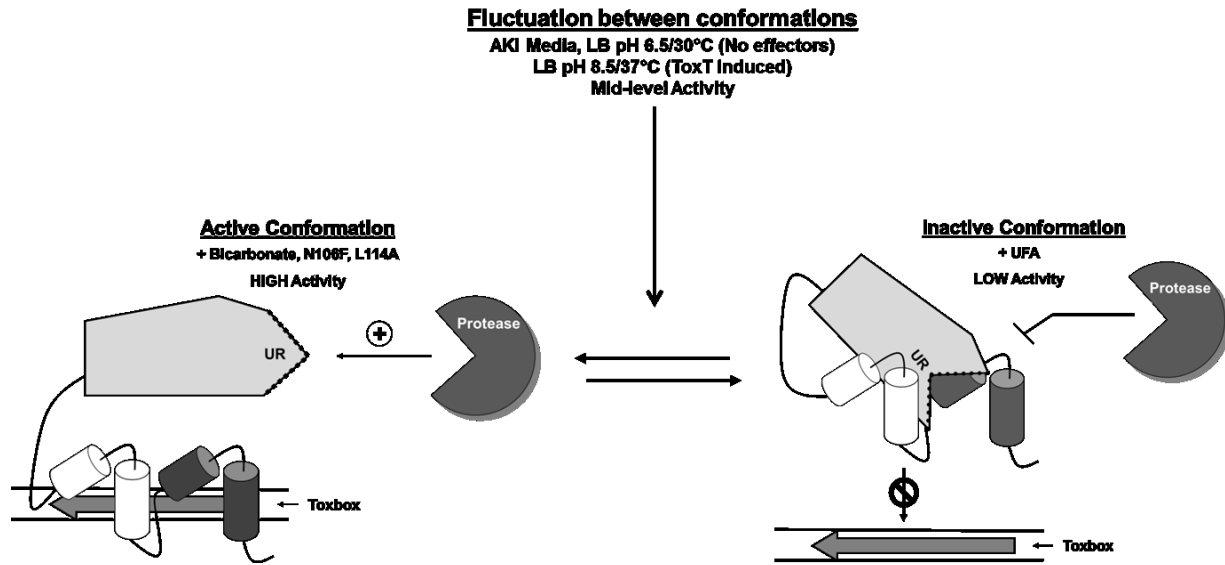 Fluctuation between conformations
AKI Media, LB pH 6.5/30°C (No effectors)
LB pH 8.5/37°C (ToxT induced)
Mid-level Activity
Active Conformation
+ Bicarbonate, N106F, L114A
HIGH Activity
Inactive Conformation
+ UFA
LOW Activity
Protease
UR
+
Protease
UR
Toxbox
Toxbox